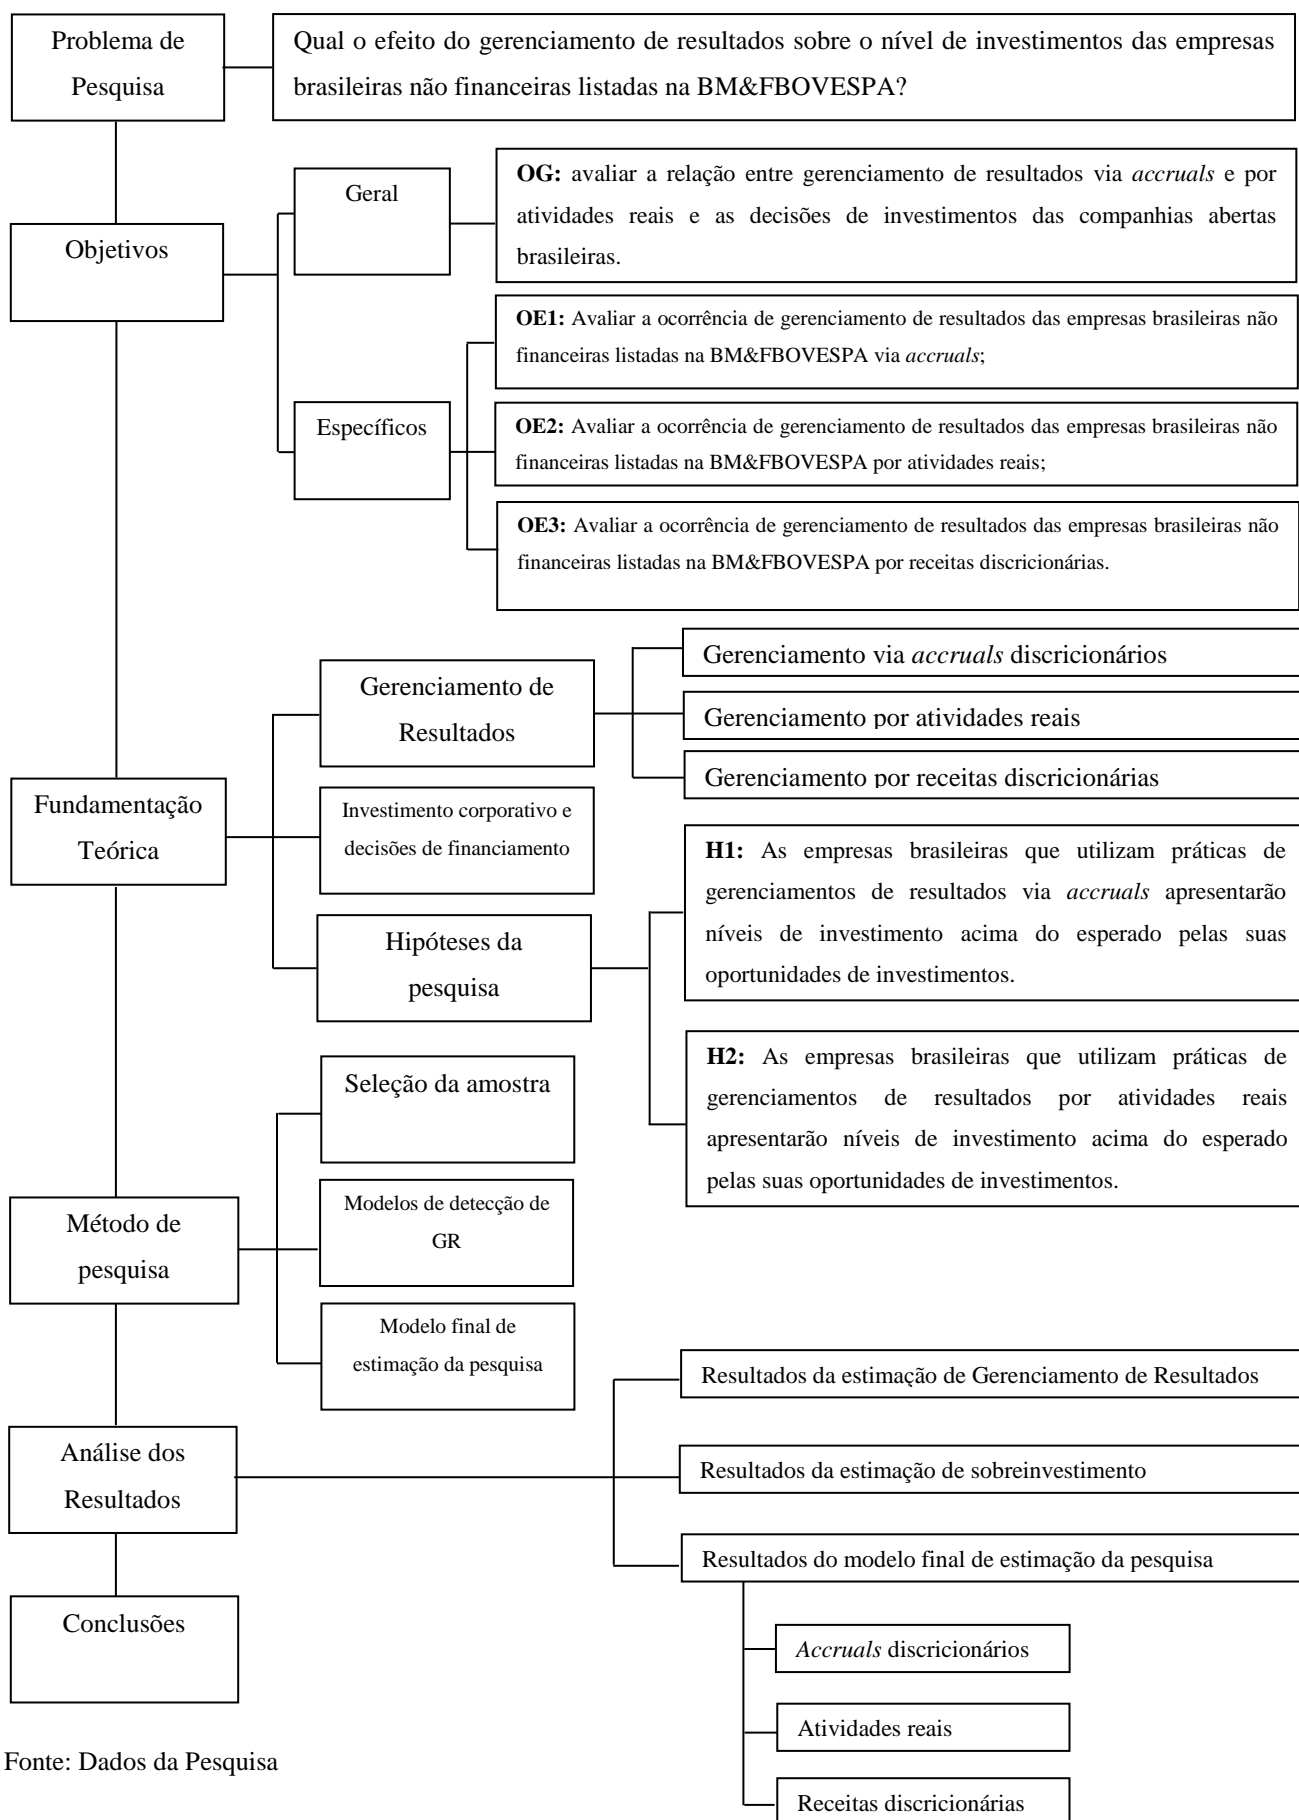 Problema de
Pesquisa
Qual o efeito do gerenciamento de resultados sobre o nível de investimentos das empresas
brasileiras não financeiras listadas na BM&FBOVESPA?
Objetivos
Geral
OG: avaliar a relação entre gerenciamento de resultados via accruals e por
atividades reais e as decisões de investimentos das companhias abertas
brasileiras.
Específicos
OE1: Avaliar a ocorrência de gerenciamento de resultados das empresas brasileiras não
financeiras listadas na BM&FBOVESPA via accruals;
OE2: Avaliar a ocorrência de gerenciamento de resultados das empresas brasileiras não
financeiras listadas na BM&FBOVESPA por atividades reais;
OE3: Avaliar a ocorrência de gerenciamento de resultados das empresas brasileiras não
financeiras listadas na BM&FBOVESPA por receitas discricionárias.
Fundamentação
Teórica
Gerenciamento de
Resultados
Gerenciamento via accruals discricionários
Gerenciamento por atividades reais
Gerenciamento por receitas discricionárias
Investimento corporativo e
decisões de financiamento
Hipóteses da
pesquisa
H1: As empresas brasileiras que utilizam práticas de
gerenciamentos de resultados via accruals apresentarão
níveis de investimento acima do esperado pelas suas
oportunidades de investimentos.
H2: As empresas brasileiras que utilizam práticas de
gerenciamentos de resultados por atividades reais
apresentarão níveis de investimento acima do esperado
pelas suas oportunidades de investimentos.
Método de
pesquisa
Seleção da amostra
Modelos de detecção de
GR
Modelo final de
estimação da pesquisa
Análise dos
Resultados
Resultados da estimação de Gerenciamento de Resultados
Resultados da estimação de sobreinvestimento
Resultados do modelo final de estimação da pesquisa
Accruals discricionários
Atividades reais
Receitas discricionárias
Conclusões
Fonte: Dados da Pesquisa